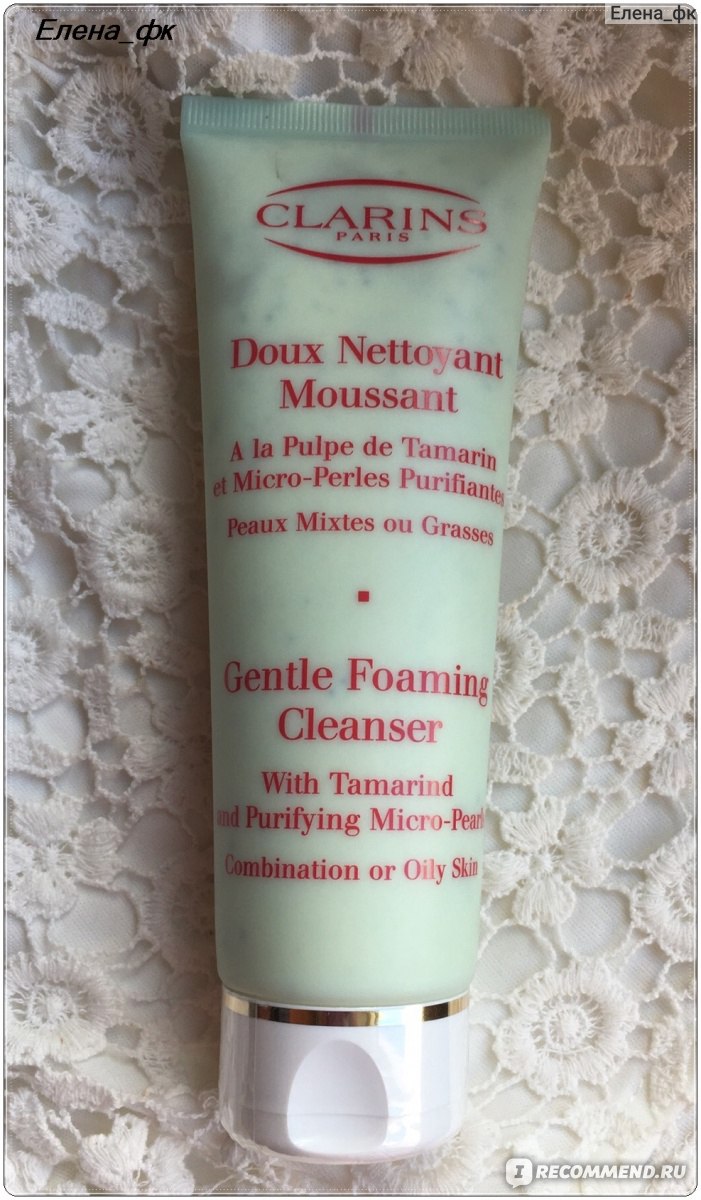 Елена_фк
Елена_фк
CLARINS
PARIS
Doux Nettoyant
Moussant
A la Pulpe de Tamarin
et Micro-Perles Purifiantes
Peaux Mixtes ou Grasses
Gentle Foaming
Cleanser
With Tamarind
and Purifying Micro-Pearls
Combination or Oily Skin
I RECOMMEND.RU